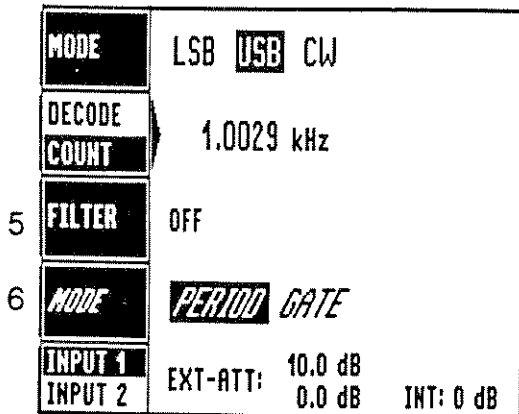 MODE LSB USB CW
DECODE
COUNT 1.0029 kHz
5 FILTER OFF
6 MODE PERIOD GATE
INPUT 1 EXT-ATT: 10.0 dB
INPUT 2 0.0 dB INT: 0 dB